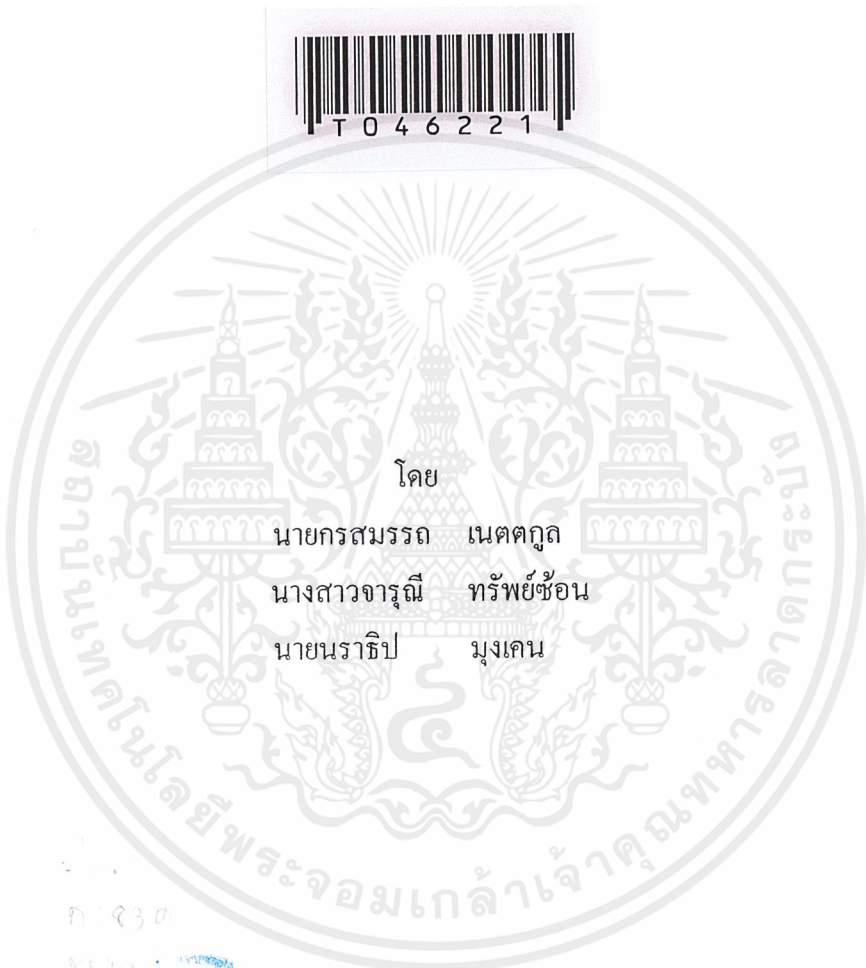 T046221
โดย
นายกรสมรรถ เนตตกูล
นางสาวจารุณี ทรัพย์ซ้อน
นายนราธิป มุงเคน
สถาบันเทคโนโลยีพระจอมเกล้าเจ้าคุณทหารลาดกระบัง